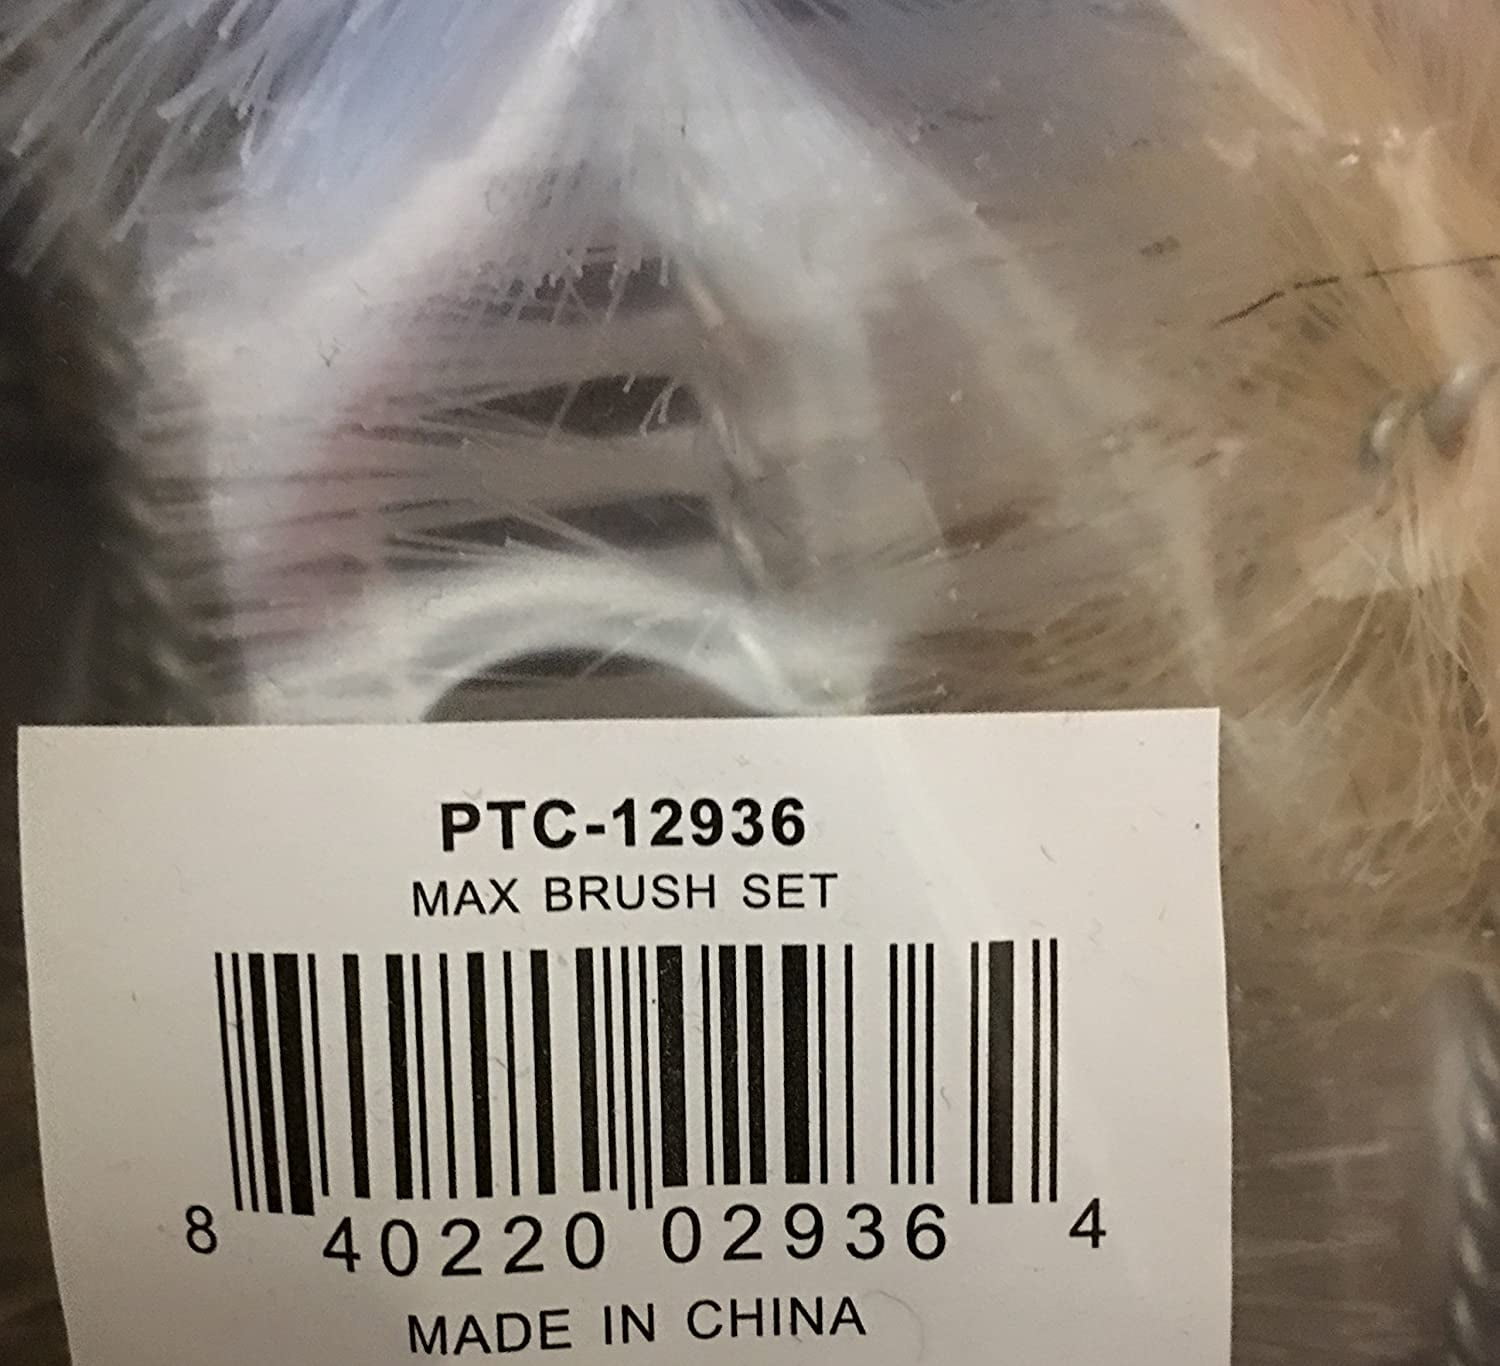 PTC-12936
MAX BRUSH SET
8 40220 02936 4
MADE IN CHINA